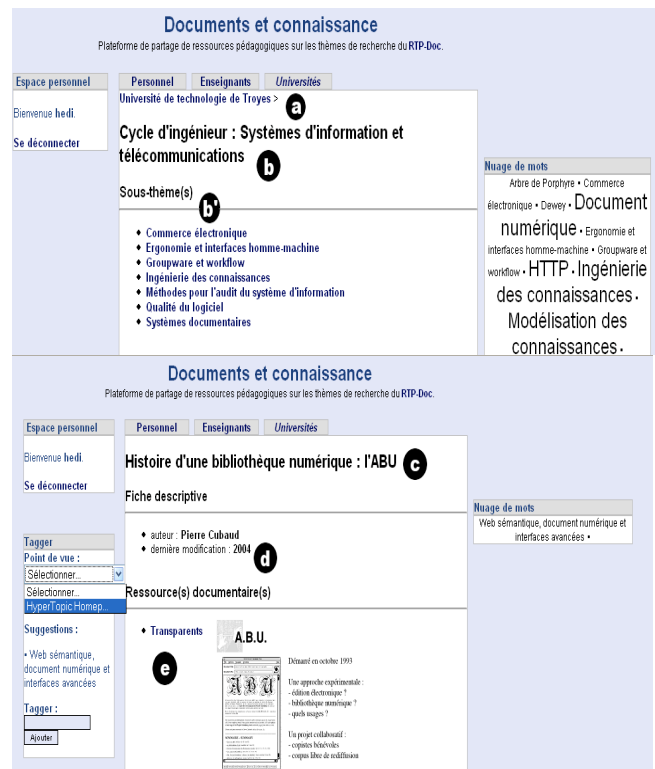 Documents et connaissance
Plateforme de partage de ressources pédagogiques sur les thèmes de recherche du RTP-Doc.
Espace personnel
Bienvenue hedi.
Se déconnecter
Personnel Enseignants Universités
Université de technologie de Troyes >
a
Cycle d'ingénieur : Systèmes d'information et
télécommunications
b
Sous-thème(s)
b'
Commerce électronique
Ergonomie et interfaces homme-machine
Groupware et workflow
Ingénierie des connaissances
Méthodes pour l'audit du système d'information
Qualité du logiciel
Systèmes documentaires
Nuage de mots
Arbre de Porphyre • Commerce
électronique • Dewey • Document
numérique • Ergonomie et
interfaces homme-machine • Groupware et
workflow • HTTP • Ingénierie
des connaissances •
Modélisation des
connaissances •
Documents et connaissance
Plateforme de partage de ressources pédagogiques sur les thèmes de recherche du RTP-Doc.
Espace personnel
Bienvenue hedi.
Se déconnecter
Tagger
Point de vue :
Sélectionner...
Sélectionner...
HyperTopic Homep...
Suggestions :
• Web sémantique,
document numérique et
interfaces avancées
Tagger :
Ajouter
Personnel Enseignants Universités
Histoire d'une bibliothèque numérique : l'ABU
c
Fiche descriptive
auteur : Pierre Cubaud
dernière modification : 2004
d
Ressource(s) documentaire(s)
Transparents
e
A.B.U.
Démarré en octobre 1993
Une approche expérimentale :
- édition électronique ?
- bibliothèque numérique ?
- quels usages ?
Un projet collaboratif :
- copistes bénévoles
- corpus libre de rediffusion
Nuage de mots
Web sémantique, document numérique et
interfaces avancées •